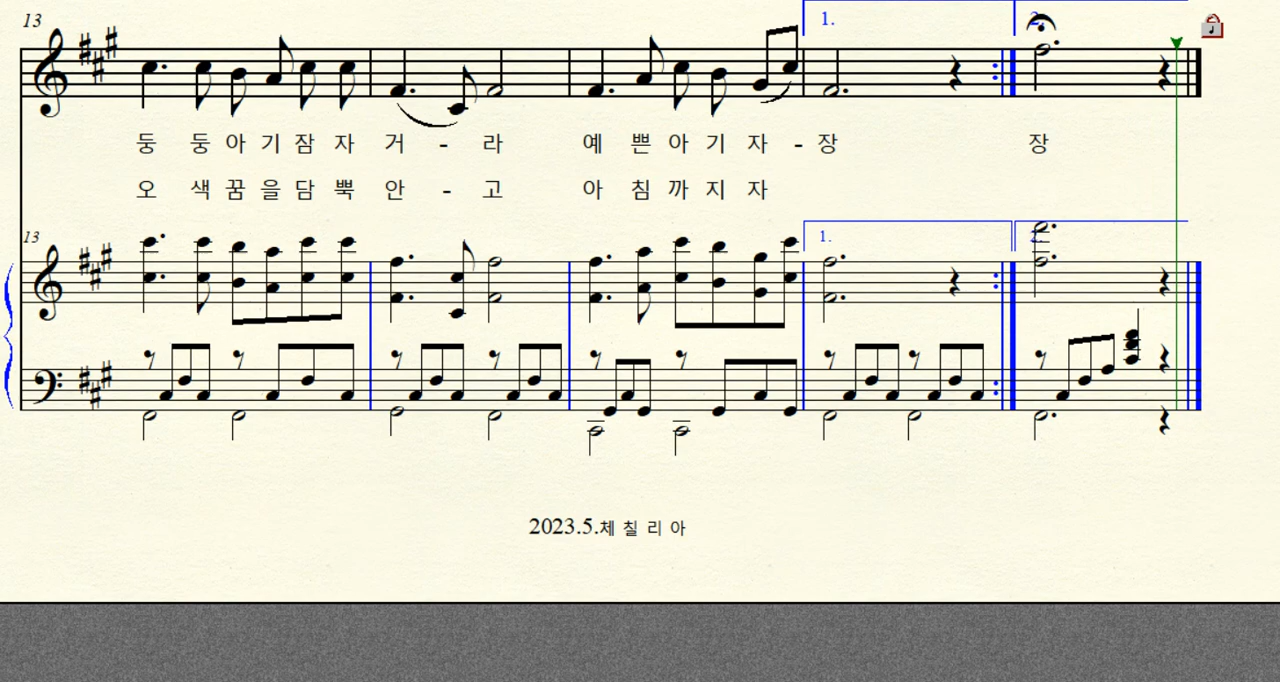 13
1.
2.
둥 둥 아 기 잠 자 거 - 라 예 쁜 아 기 자 - 장 장
오 색 꿈 을 담 뿍 안 - 고 아 침 까 지 자
13
1.
2.
2023.5.체 칠 리 아